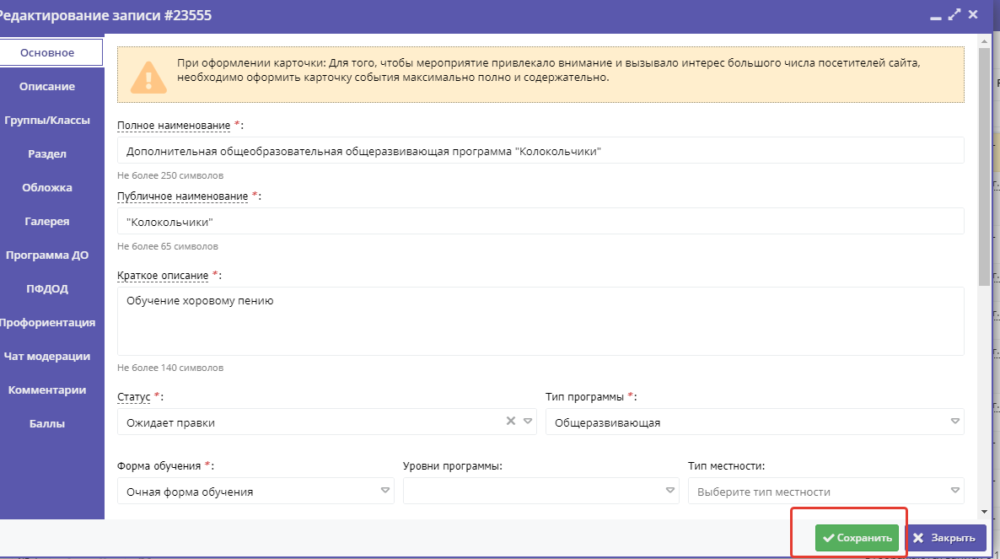 Редактирование записи #23555
Основное
Описание
Группы/Классы
Раздел
Обложка
Галерея
Программа ДО
ПФДОД
Профориентация
Чат модерации
Комментарии
Баллы
При оформлении карточки: Для того, чтобы мероприятие привлекало внимание и вызывало интерес большого числа посетителей сайта,
необходимо оформить карточку события максимально полно и содержательно.
Полное наименование *:
Дополнительная общеобразовательная общеразвивающая программа "Колокольчики"
Не более 250 символов
Публичное наименование *:
"Колокольчики"
Не более 65 символов
Краткое описание *:
Обучение хоровому пению
Не более 140 символов
Статус *: Тип программы *:
Ожидает правки Общеразвивающая
Форма обучения *: Уровни программы: Тип местности:
Очная форма обучения Выберите тип местности
Сохранить Закрыть